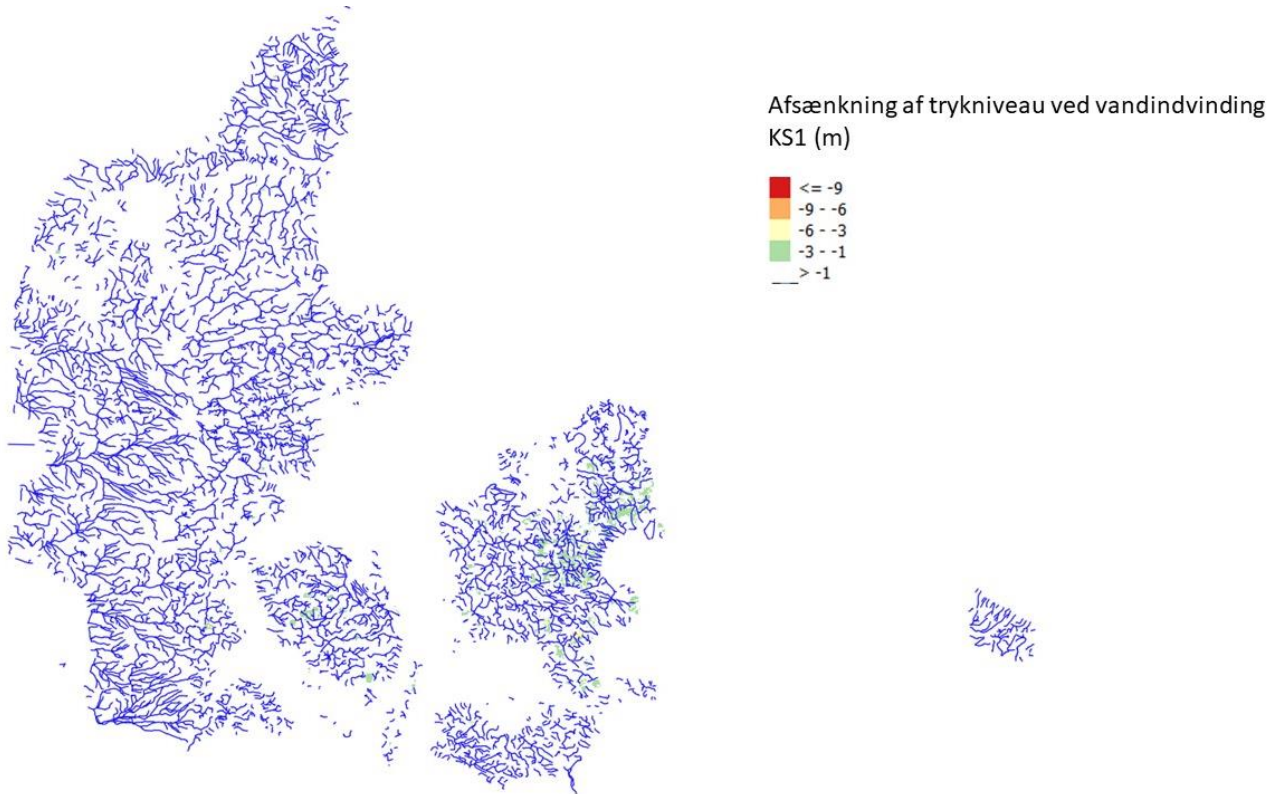 Afsænkning af trykniveau ved vandindvinding
KS1 (m)
<= -9
-9 - -6
-6 - -3
-3 - -1
> -1